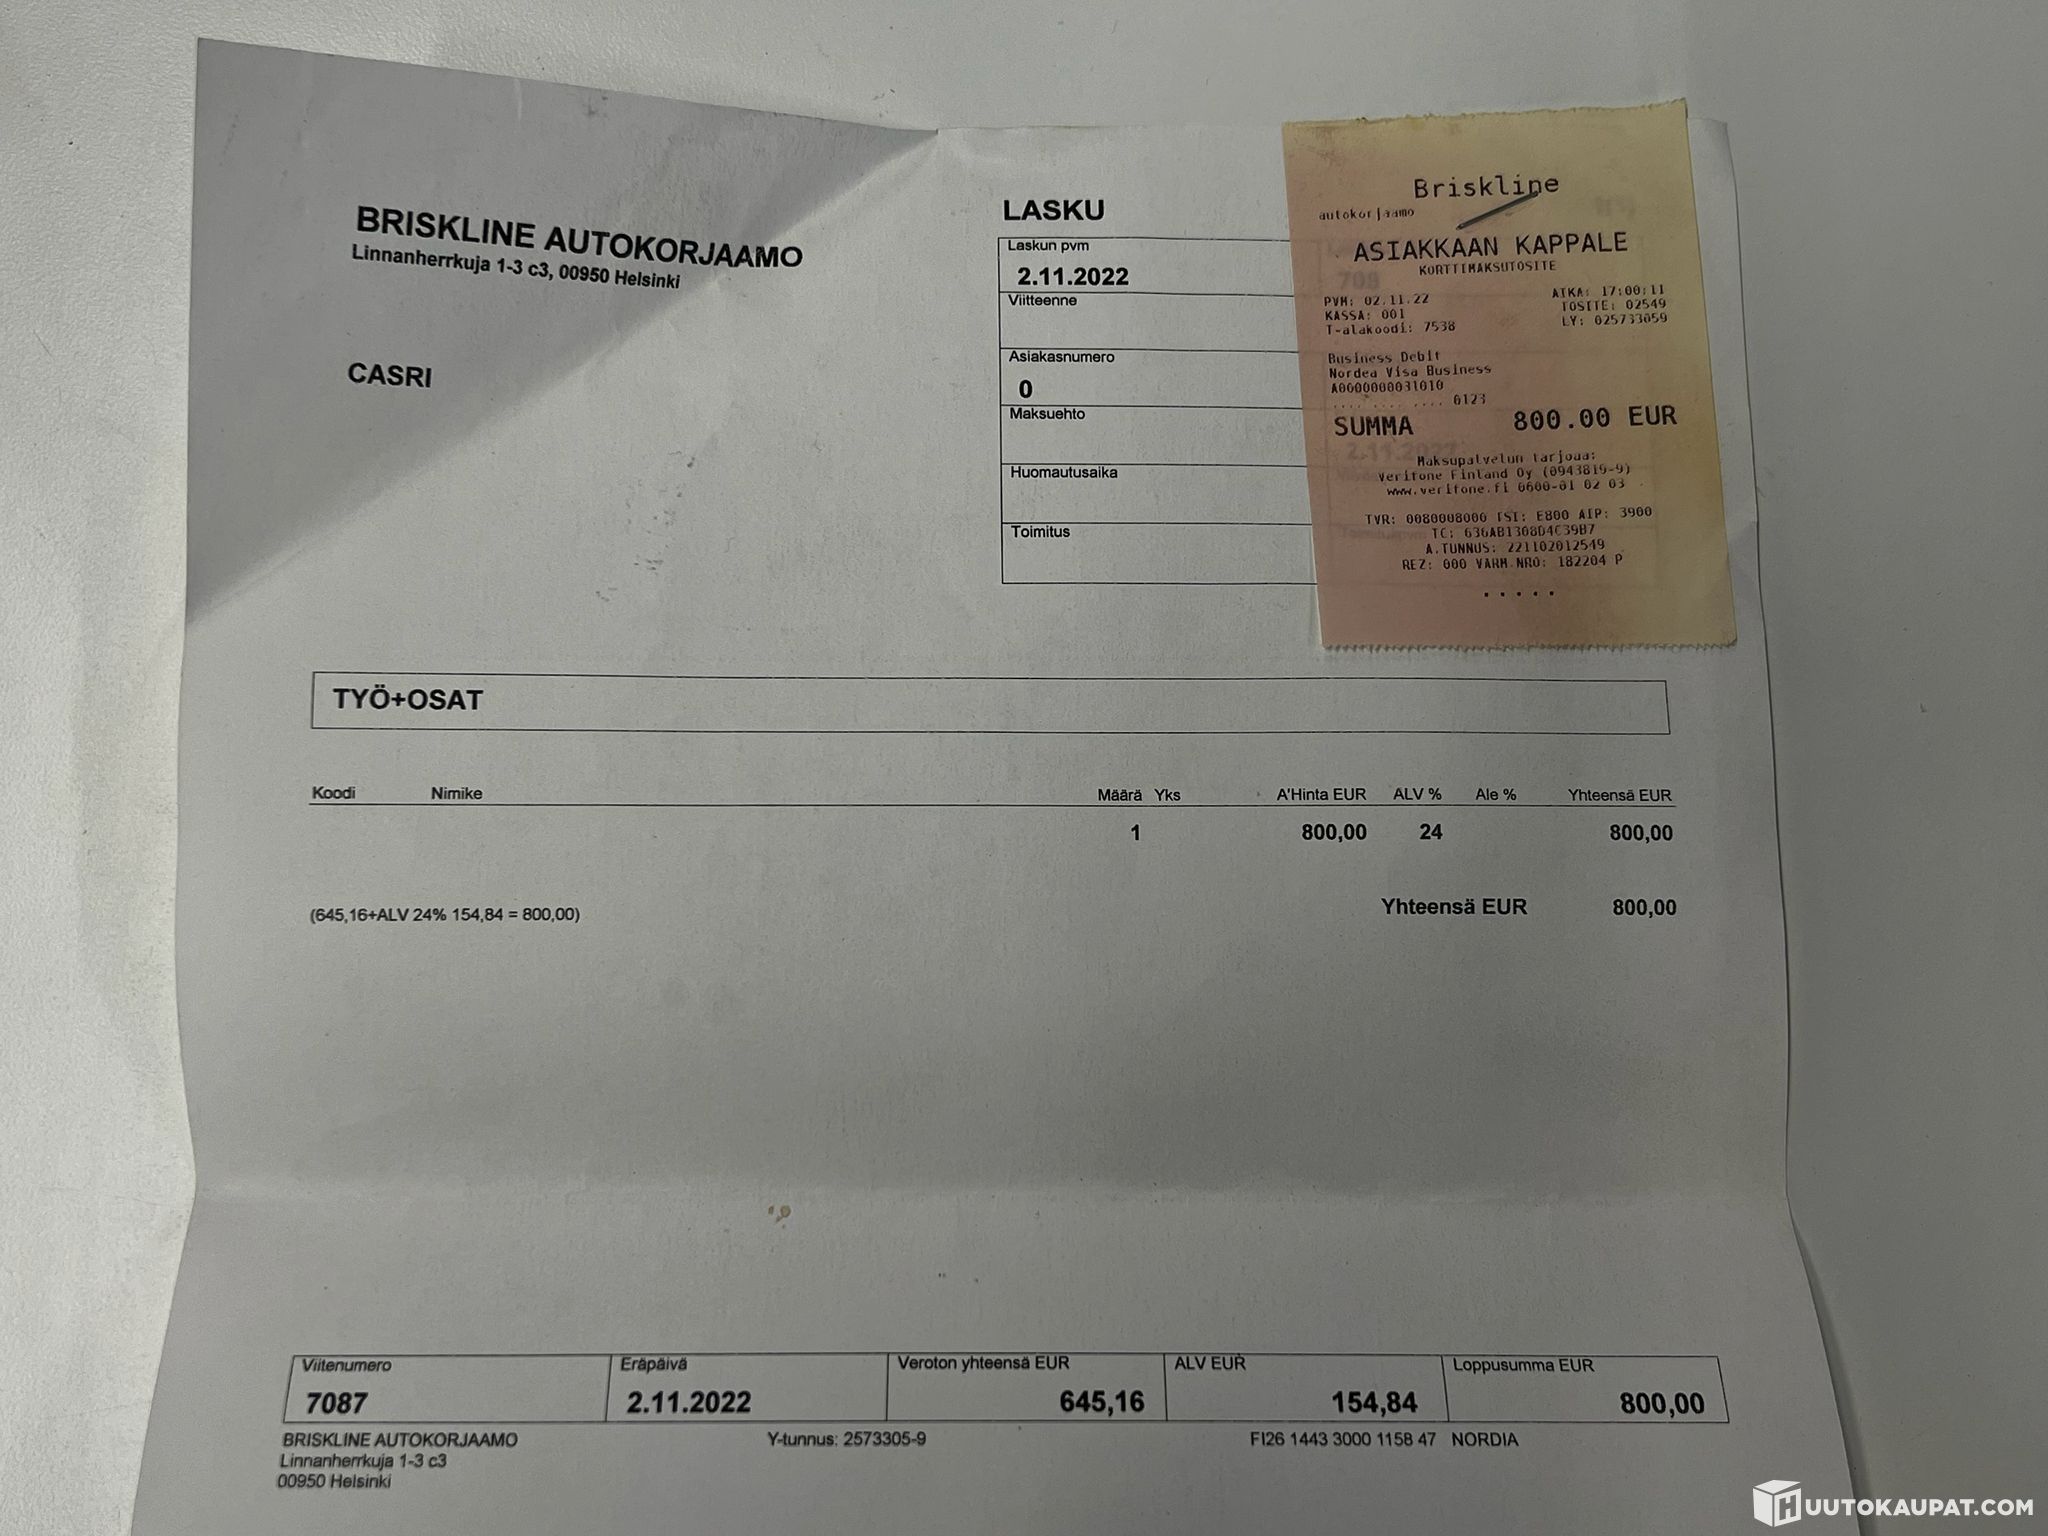 BRISKLINE AUTOKORJAAMO
Linnanherrkuja 1-3 c3, 00950 Helsinki
CASRI
LASKU
Laskun pvm
2.11.2022
Viitteenne
Asiakasnumero
0
Maksuehto
Huomautusaika
Toimitus
Briskline
autokorjaamo
ASIAKKAAN KAPPALE
KORTTIMAKSUTOSITE
PVM: 02.11.22 AIKA: 17:00:11
KASSA: 001 TOSITE: 02549
T-alakoodi: 7538 LY: 025733059
Business Debit
Nordea Visa Business
A0000000031010
.... .... .... 0123
SUMMA 800.00 EUR
Maksupalvelun tarjoaa:
Verifone Finland Oy (0943819-9)
www.verifone.fi 0600-01 02 03
TVR: 0080008000 TSI: E800 AIP: 3900
TC: 636AB1308D4C39B7
A.TUNNUS: 221102012549
REZ: 000 VARM.NRO: 182204 P
.....
TYÖ+OSAT
Koodi Nimike Määrä Yks A'Hinta EUR ALV % Ale % Yhteensä EUR
1 800,00 24 800,00
(645,16+ALV 24% 154,84 = 800,00) Yhteensä EUR 800,00
Viitenumero Eräpäivä Veroton yhteensä EUR ALV EUR Loppusumma EUR
7087 2.11.2022 645,16 154,84 800,00
BRISKLINE AUTOKORJAAMO Y-tunnus: 2573305-9 FI26 1443 3000 1158 47 NORDIA
Linnanherrkuja 1-3 c3
00950 Helsinki
HUUTOKAUPAT.COM